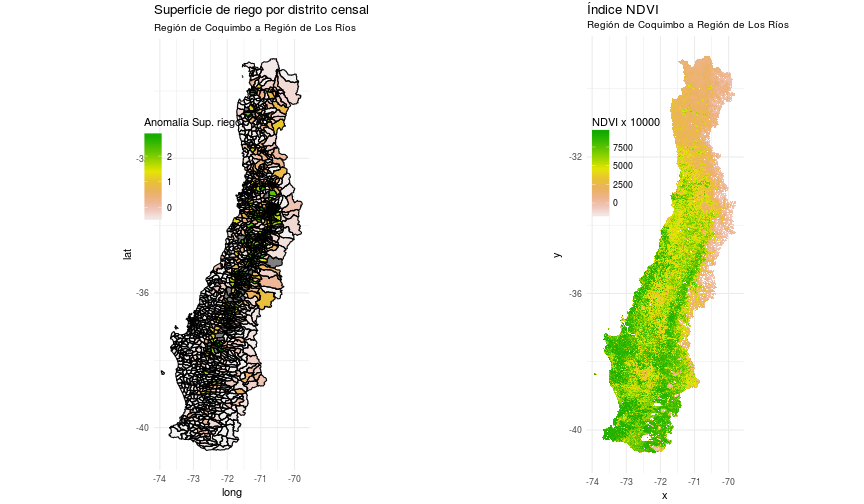 Superficie de riego por distrito censal
Región de Coquimbo a Región de Los Ríos
Anomalía Sup. riego
2
1
0
-36
-40
-74 -73 -72 -71 -70
long
lat
Índice NDVI
Región de Coquimbo a Región de Los Ríos
NDVI x 10000
7500
5000
2500
0
-32
-36
-40
-74 -73 -72 -71 -70
x
y